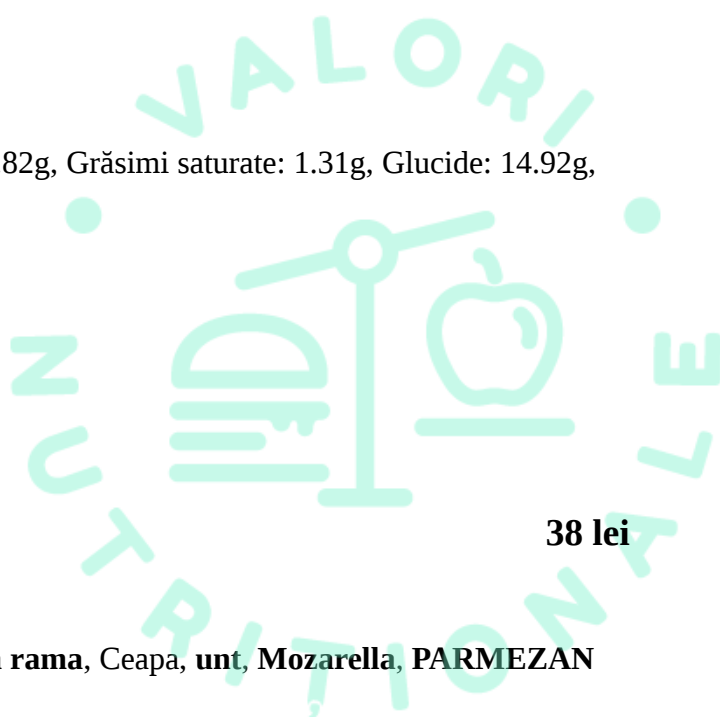 VALORI
82g, Grăsimi saturate: 1.31g, Glucide: 14.92g,
NUTRITIONALE
38 lei
rama, Ceapa, unt, Mozarella, PARMEZAN